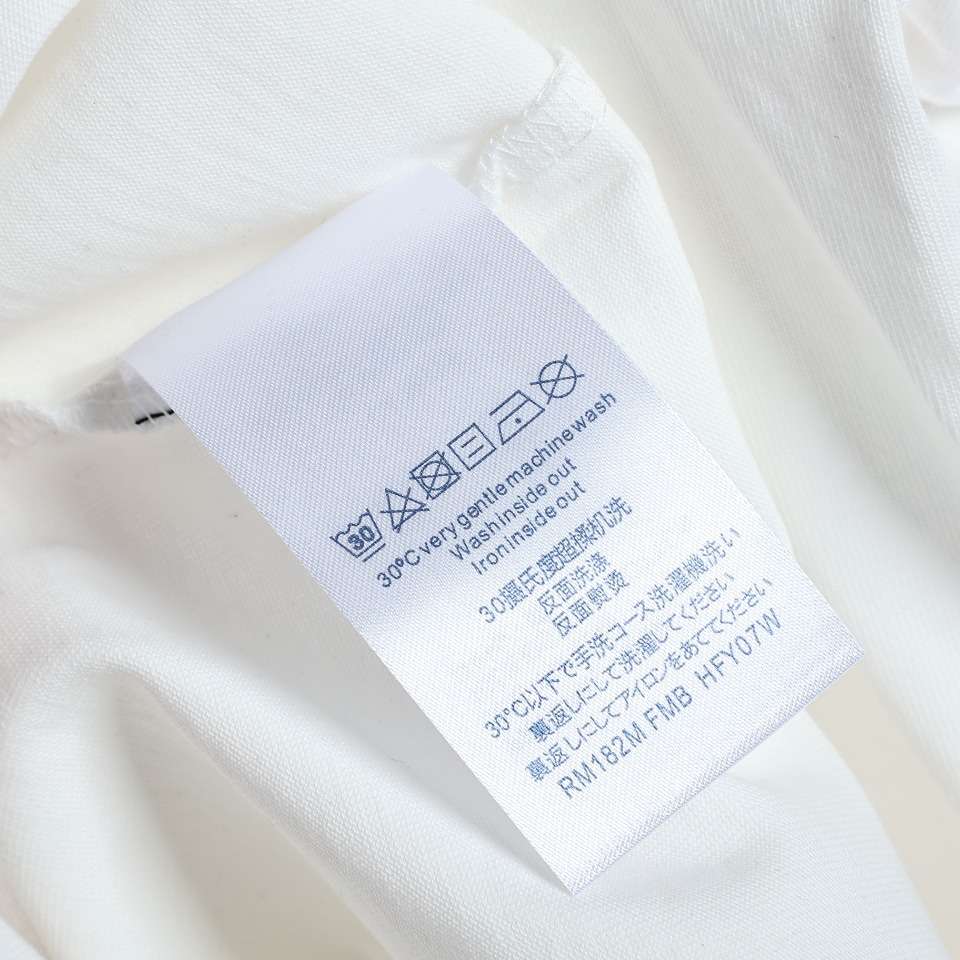 30
30°C very gentle machine wash
Wash inside out
Iron inside out
30攝氏度超揉机洗
反面洗涤
反面熨烫
30°C以下で手洗コース洗濯機洗い
裏返しにして洗濯してください
裏返しにしてアイロンをあててください
RM182M FMB HFY07W